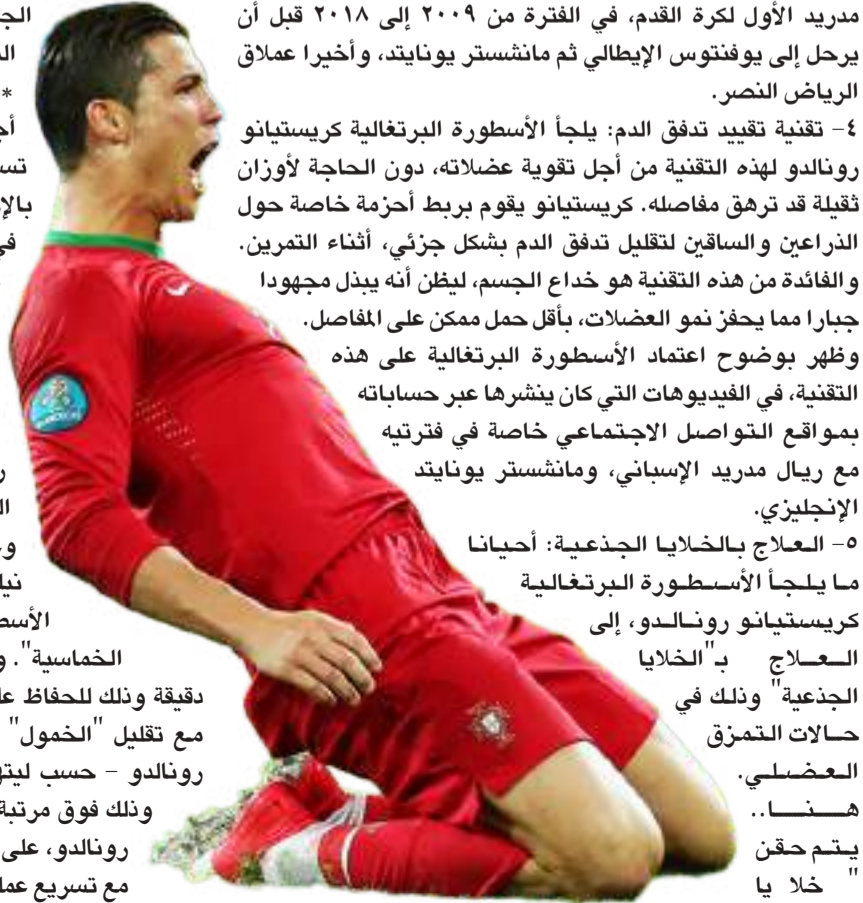 مدريد الأول لكرة القدم، في الفترة من ٢٠٠٩ إلى ٢٠١٨ قبل أن
يرحل إلى يوفنتوس الإيطالي ثم مانشستر يونايتد، وأخيرا عملاق
الرياض النصر.
٤- تقنية تقييد تدفق الدم: يلجأ الأسطورة البرتغالية كريستيانو
رونالدو لهذه التقنية من أجل تقوية عضلاته، دون الحاجة لأوزان
ثقيلة قد ترهق مفاصله. كريستيانو يقوم بربط أحزمة خاصة حول
الذراعين والساقين لتقليل تدفق الدم بشكل جزئي، أثناء التمرين.
والفائدة من هذه التقنية هو خداع الجسم، ليظن أنه يبذل مجهودا
جبارا مما يحفز نمو العضلات، بأقل حمل ممكن على المفاصل.
وظهر بوضوح اعتماد الأسطورة البرتغالية على هذه
التقنية، في الفيديوهات التي كان ينشرها عبر حساباته
بمواقع التواصل الاجتماعي خاصة في فترتيه
مع ريال مدريد الإسباني، ومانشستر يونايتد
الإنجليزي.
٥- العلاج بالخلايا الجذعية: أحيانا
ما يلجأ الأسطورة البرتغالية
كريستيانو رونالدو، إلى
العلاج بـ"الخلايا
الجذعية" وذلك في
حالات التمزق
العضلي.
هنا..
يتم حقن
" خلا يا
*
في
الخماسية". و
دقيقة وذلك للحفاظ
مع تقليل "الخمول"
رونالدو - حسب
وذلك فوق مرتبة
رونالدو، على
مع تسريع